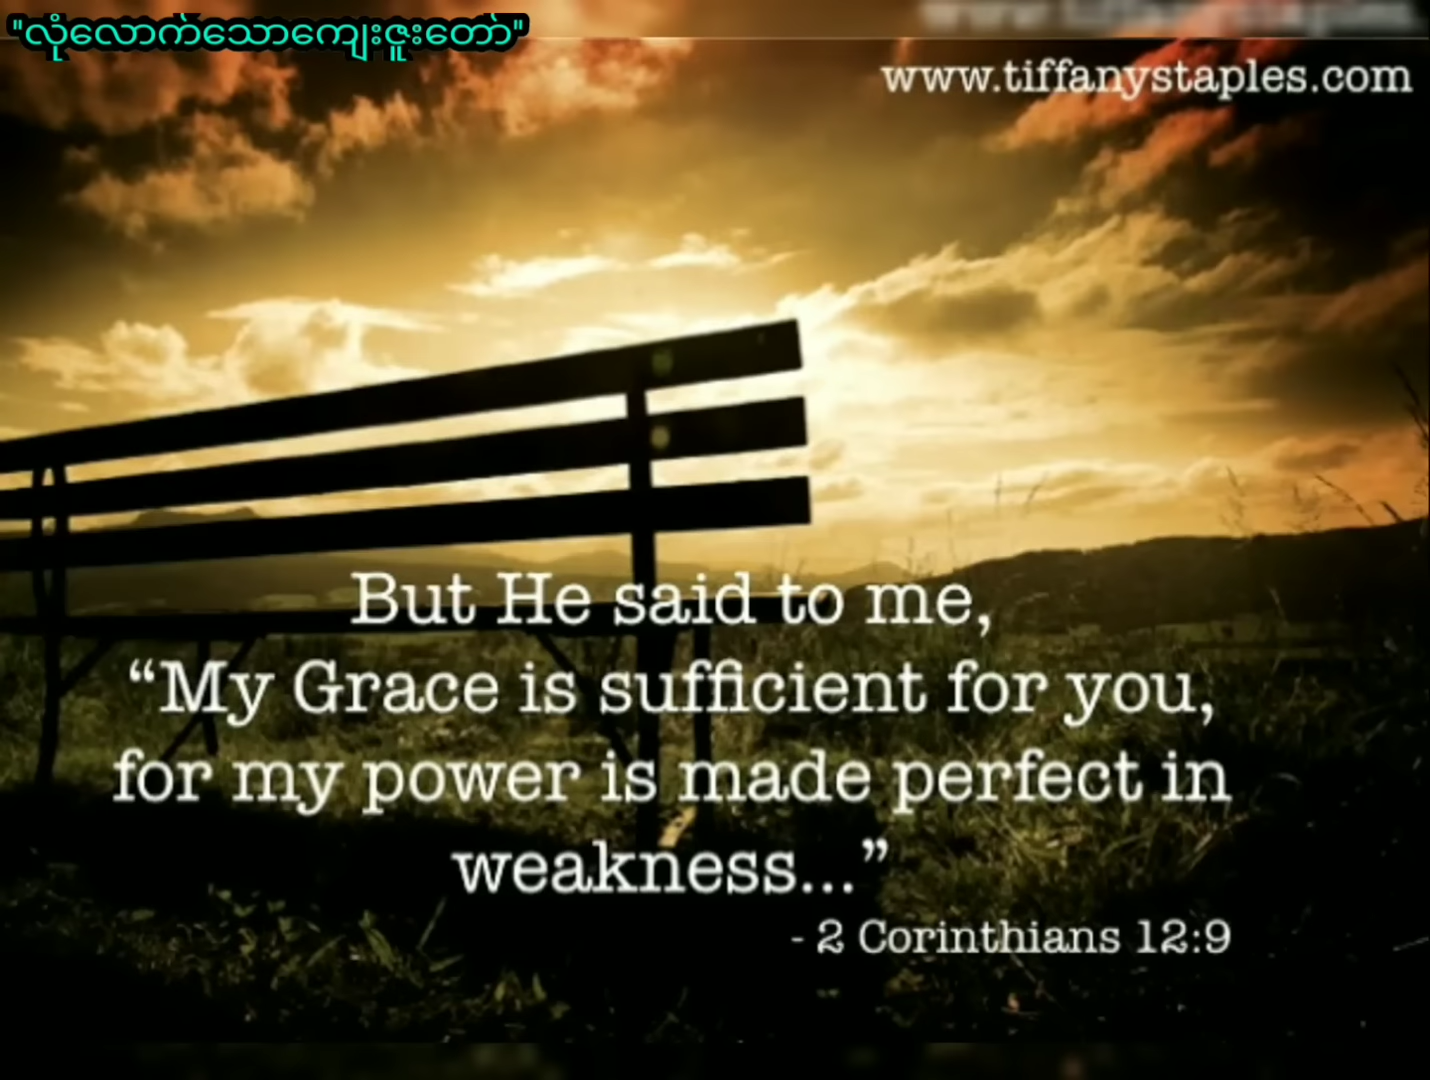 "လုံလောက်သောကျေးဇူးတော်"
www.tiffanystaples.com
But He said to me,
“My Grace is sufficient for you,
for my power is made perfect in
weakness...”
- 2 Corinthians 12:9